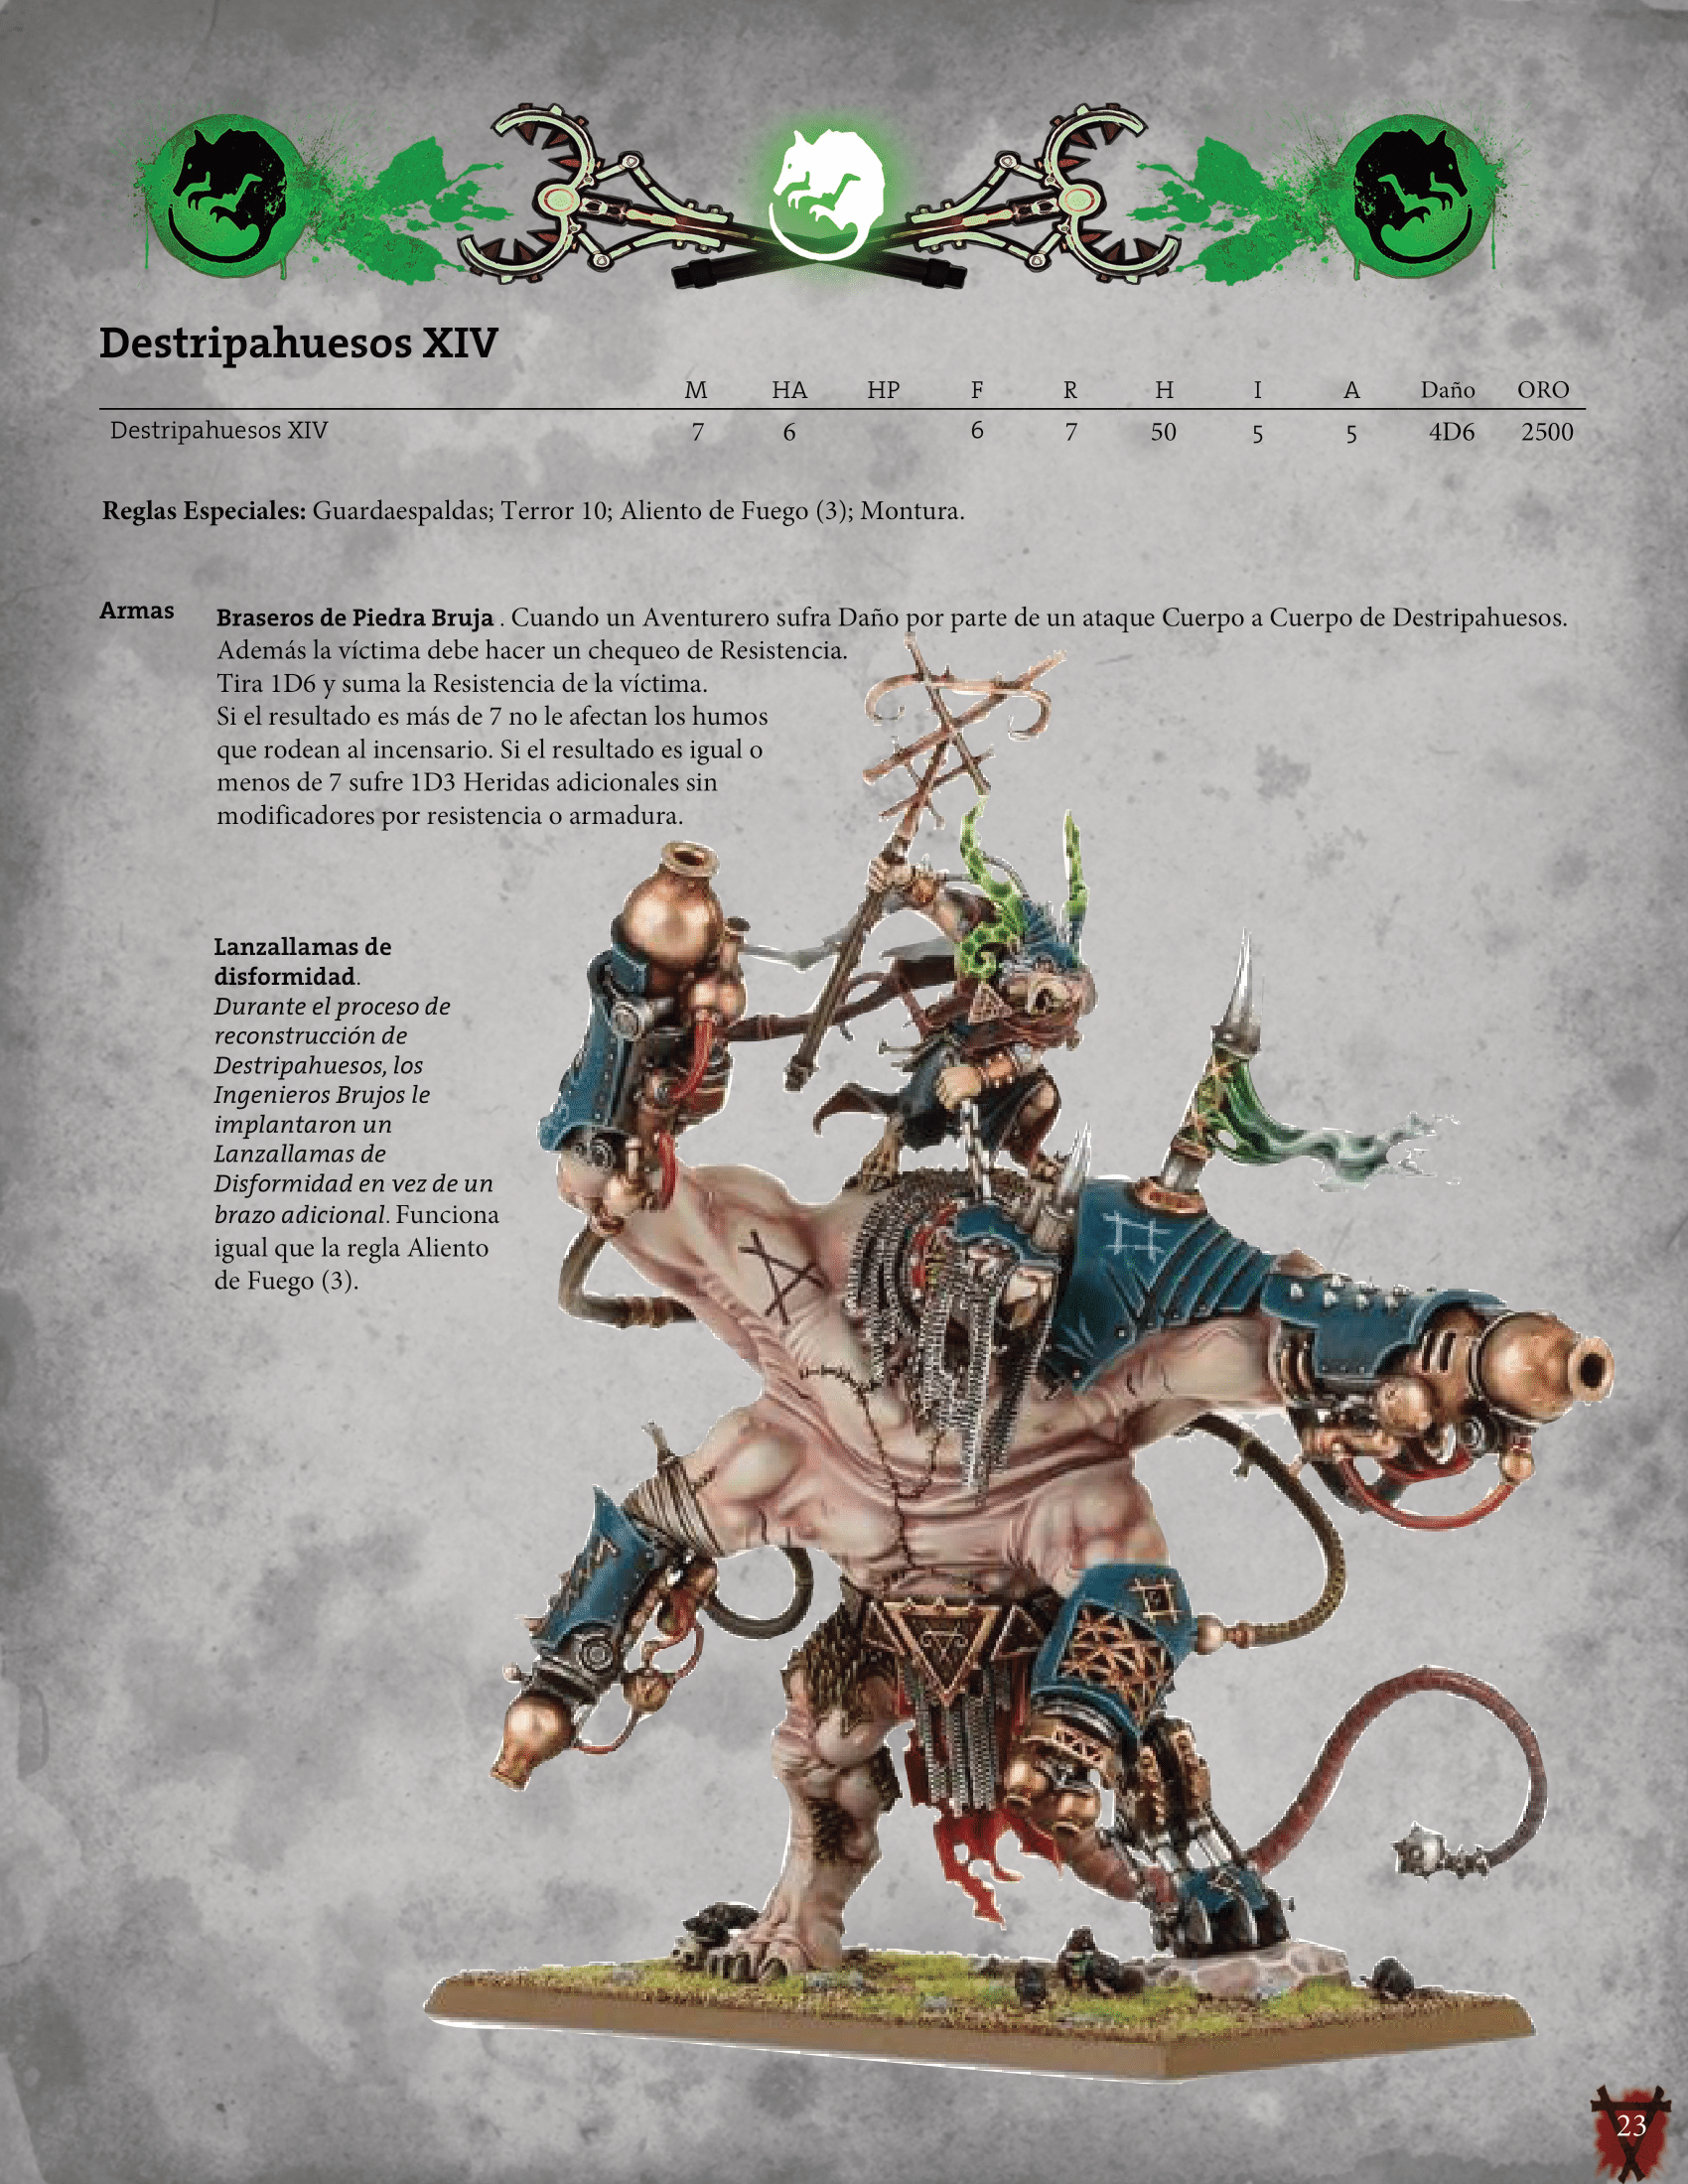 Destripahuesos XIV
M HA HP F R H I A Daño ORO
Destripahuesos XIV 7 6 6 7 50 5 5 4D6 2500
Reglas Especiales: Guardaespaldas; Terror 10; Aliento de Fuego (3); Montura.
Armas
Braseros de Piedra Bruja . Cuando un Aventurero sufra Daño por parte de un ataque Cuerpo a Cuerpo de Destripahuesos.
Además la víctima debe hacer un chequeo de Resistencia.
Tira 1D6 y suma la Resistencia de la víctima.
Si el resultado es más de 7 no le afectan los humos
que rodean al incensario. Si el resultado es igual o
menos de 7 sufre 1D3 Heridas adicionales sin
modificadores por resistencia o armadura.
Lanzallamas de
disformidad.
Durante el proceso de
reconstrucción de
Destripahuesos, los
Ingenieros Brujos le
implantaron un
Lanzallamas de
Disformidad en vez de un
brazo adicional. Funciona
igual que la regla Aliento
de Fuego (3).
23